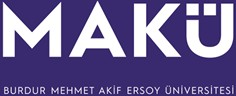 MAKÜ
BURDUR MEHMET AKİF ERSOY ÜNİVERSİTESİ